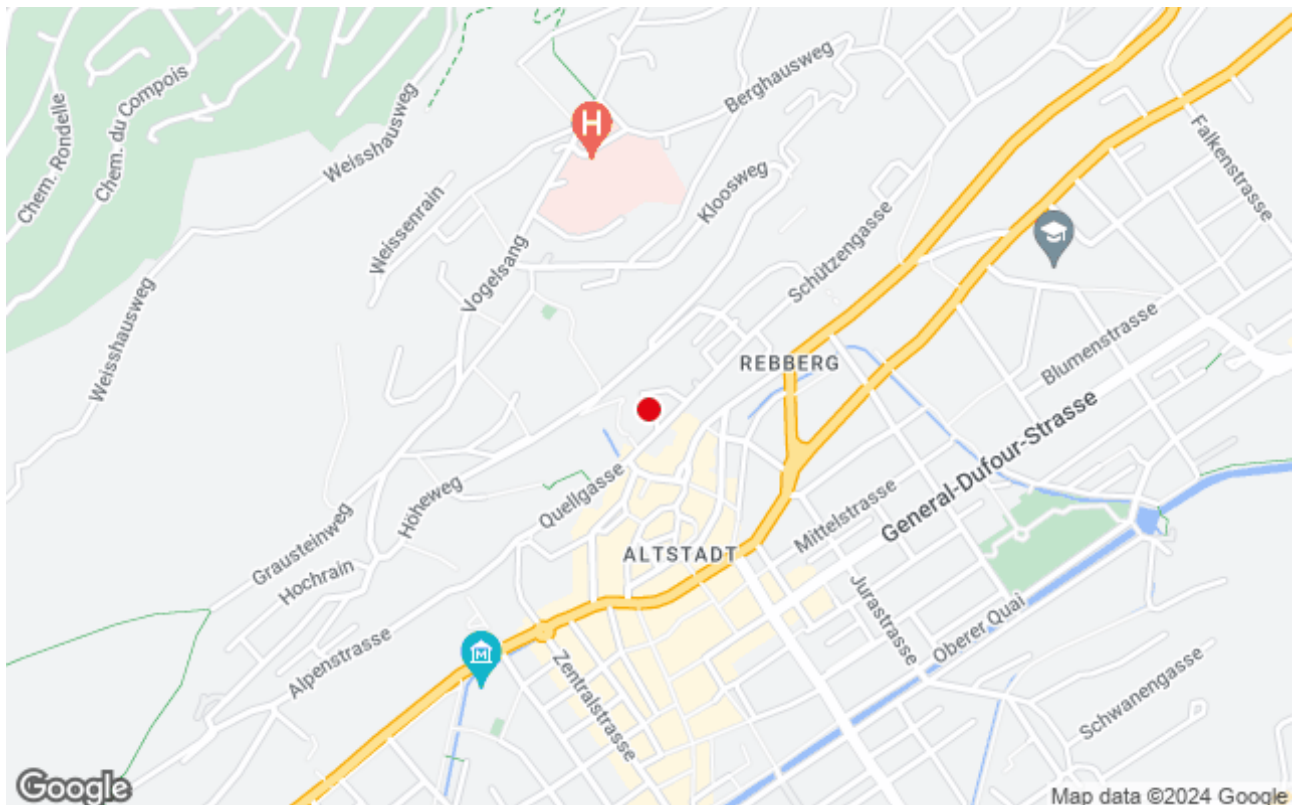 Chem. Rondelle
Chem. du Compois
Weisshausweg
H
Berghausweg
Falkenstrasse
Weissenrain
Kloosweg
Vogelsang
Schützengasse
Weisshausweg
REBBERG
Blumenstrasse
General-Dufour-Strasse
Höheweg
Quellgasse
Mittelstrasse
Grausteinweg
Hochrain
ALTSTADT
Jurastrasse
Oberer Quai
Alpenstrasse
M
Zentralstrasse
Schwanengasse
Google
Map data ©2024 Google